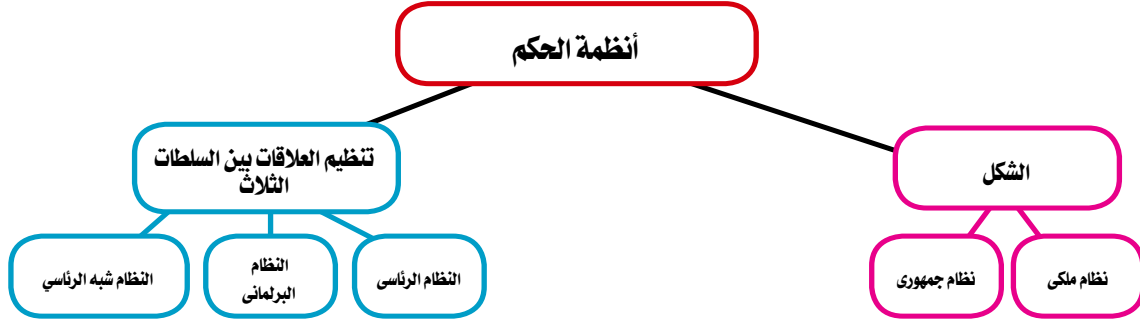 أنظمة الحكم
الشكل
تنظيم العلاقات بين السلطات
الثلاث
نظام ملكى
نظام جمهورى
النظام الرئاسى
النظام
البرلمانى
النظام شبه الرئاسي